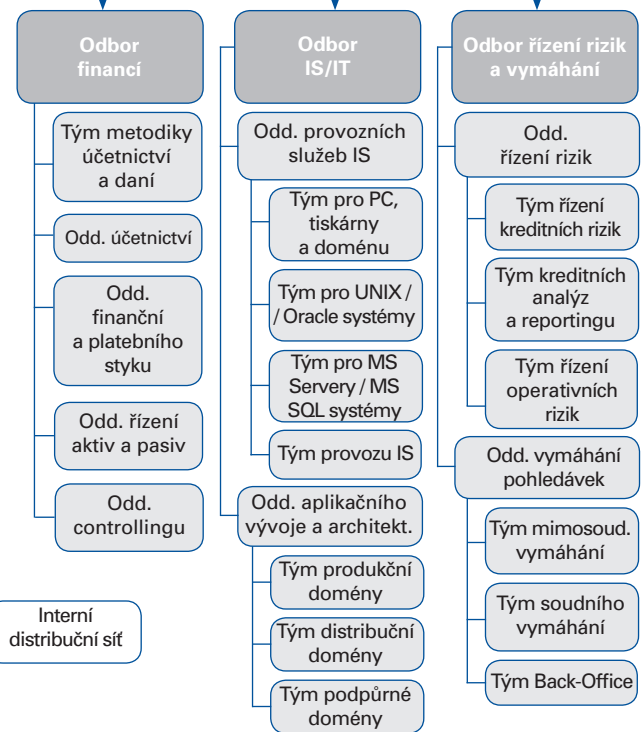 Odbor
financí
Tým metodiky
účetnictví
a daní
Odd. účetnictví
Odd.
finanční
a platebního
styku
Odd. řízení
aktiv a pasiv
Odd.
controllingu
Interní
distribuční síť
Odbor
IS/IT
Odd. provozních
služeb IS
Tým pro PC,
tiskárny
a doménu
Tým pro UNIX /
/ Oracle systémy
Tým pro MS
Servery / MS
SQL systémy
Tým provozu IS
Odd. aplikačního
vývoje a architekt.
Tým produkční
domény
Tým distribuční
domény
Tým podpůrné
domény
Odbor řízení rizik
a vymáhání
Odd.
řízení rizik
Tým řízení
kreditních rizik
Tým kreditních
analýz
a reportingu
Tým řízení
operativních
rizik
Odd. vymáhání
pohledávek
Tým mimosoud.
vymáhání
Tým soudního
vymáhání
Tým Back-Office